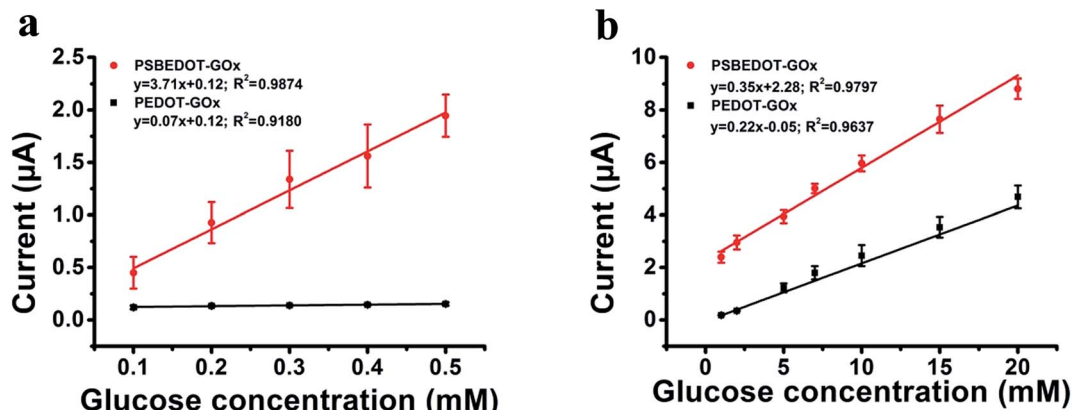 a
2.5
2.0
1.5
1.0
0.5
0.0
Current (µA)
PSBEDOT-GOx
y=3.71x+0.12; R²=0.9874
PEDOT-GOx
y=0.07x+0.12; R²=0.9180
0.1 0.2 0.3 0.4 0.5
Glucose concentration (mM)
b
10
8
6
4
2
0
Current (µA)
PSBEDOT-GOx
y=0.35x+2.28; R²=0.9797
PEDOT-GOx
y=0.22x-0.05; R²=0.9637
0 5 10 15 20
Glucose concentration (mM)